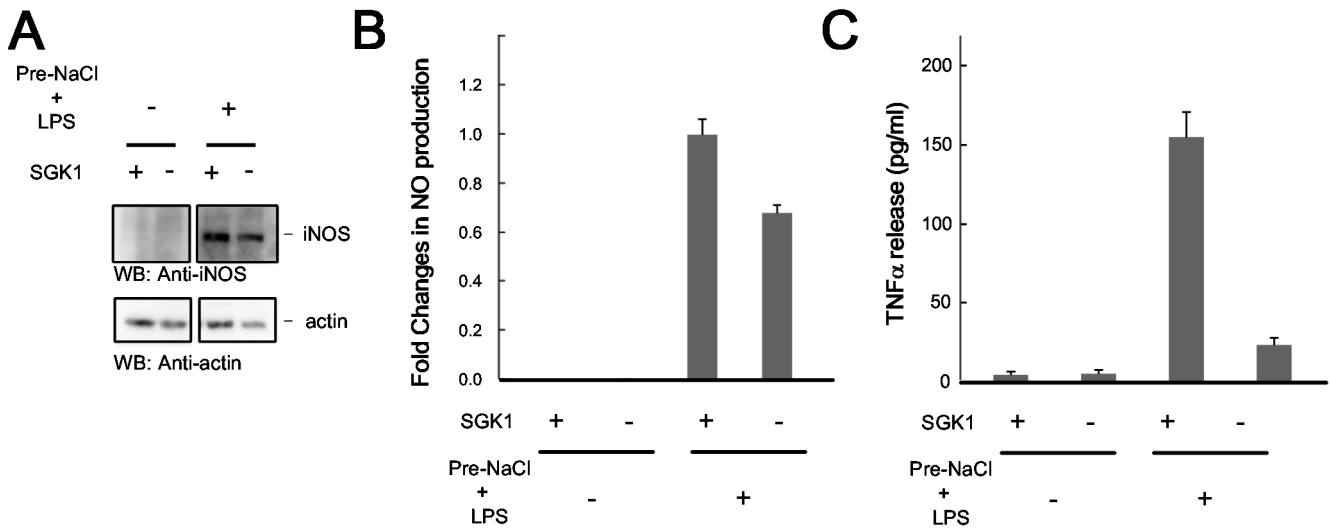 A
Pre-NaCl
+
LPS
- +
SGK1 + - + -
– iNOS
WB: Anti-iNOS
– actin
WB: Anti-actin
B
Fold Changes in NO production
1.2
1.0
0.8
0.6
0.4
0.2
0.0
SGK1 + - + -
Pre-NaCl
+
LPS
- +
C
TNFα release (pg/ml)
200
150
100
50
0
SGK1 + - + -
Pre-NaCl
+
LPS
- +